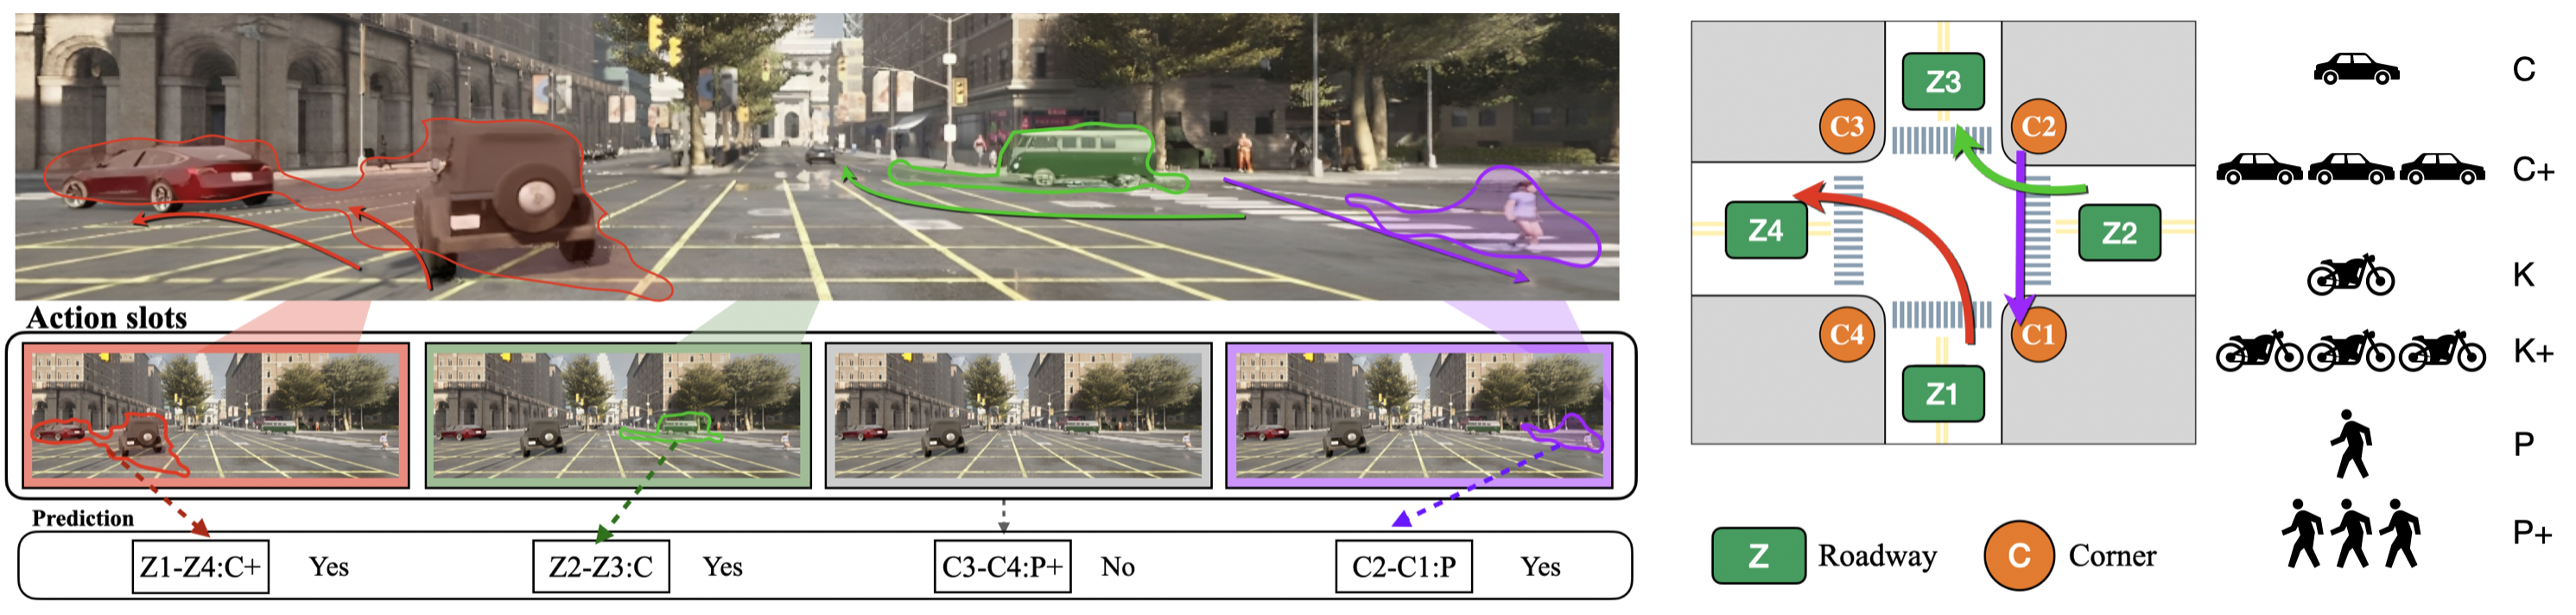 Action slots
Prediction
Z1-Z4:C+ Yes
Z2-Z3:C Yes
C3-C4:P+ No
C2-C1:P Yes
Z3
C3
C2
Z4
Z2
C4
C1
Z1
Z Roadway
C Corner
C
C+
K
K+
P
P+